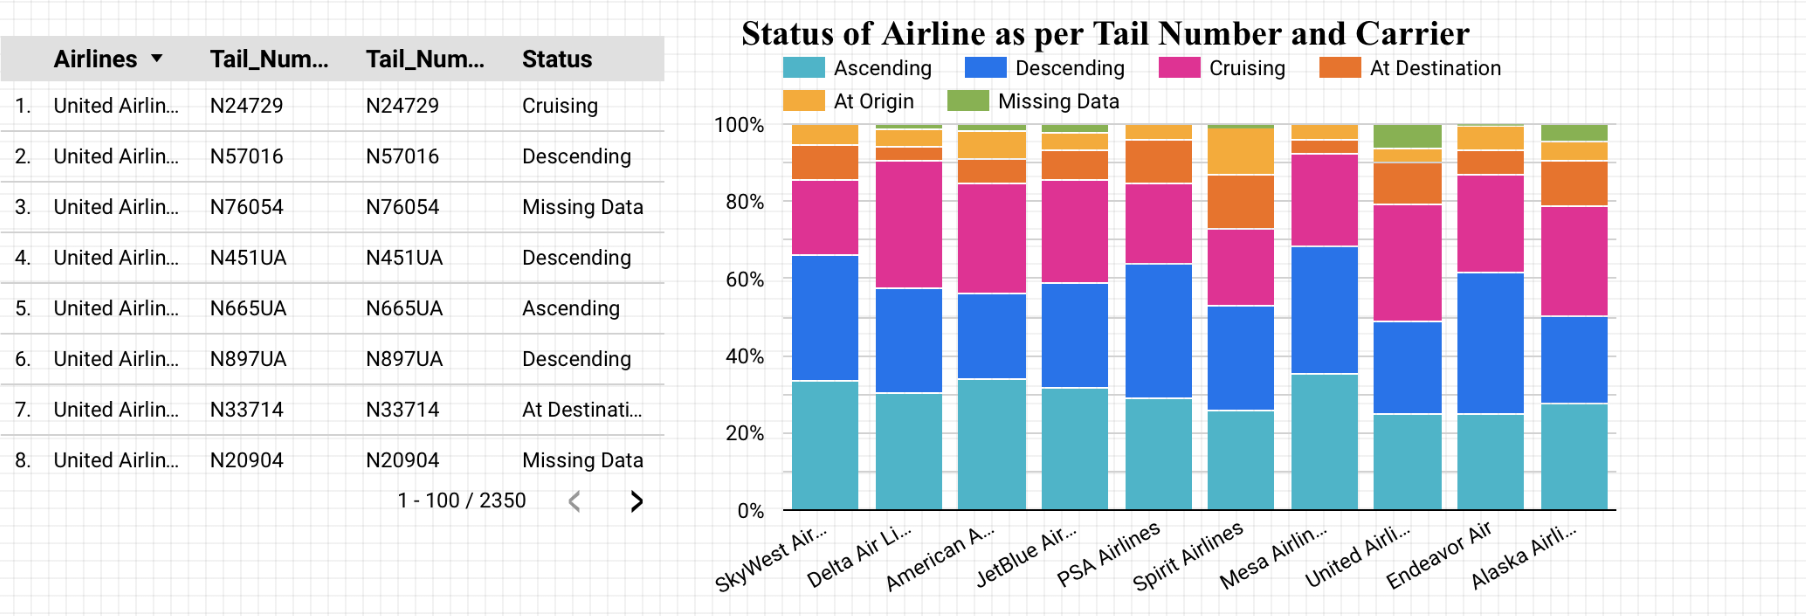 Airlines Tail_Num... Tail_Num... Status
1. United Airlin... N24729 N24729 Cruising
2. United Airlin... N57016 N57016 Descending
3. United Airlin... N76054 N76054 Missing Data
4. United Airlin... N451UA N451UA Descending
5. United Airlin... N665UA N665UA Ascending
6. United Airlin... N897UA N897UA Descending
7. United Airlin... N33714 N33714 At Destinati...
8. United Airlin... N20904 N20904 Missing Data
1 - 100 / 2350
Status of Airline as per Tail Number and Carrier
Ascending Descending Cruising At Destination
At Origin Missing Data
100%
80%
60%
40%
20%
0%
SkyWest Air...
Delta Air Li...
American A...
JetBlue Air...
PSA Airlines
Spirit Airlines
Mesa Airlin...
United Airli...
Endeavor Air
Alaska Airli...